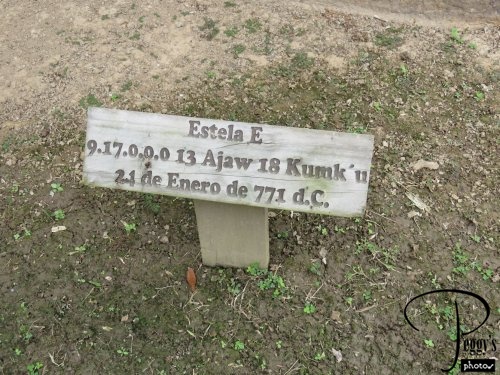 Estela E
9.17.0.0.0 13 Ajaw 18 Kumk´u
24 de Enero de 771 d.C.
Peggy's
photos